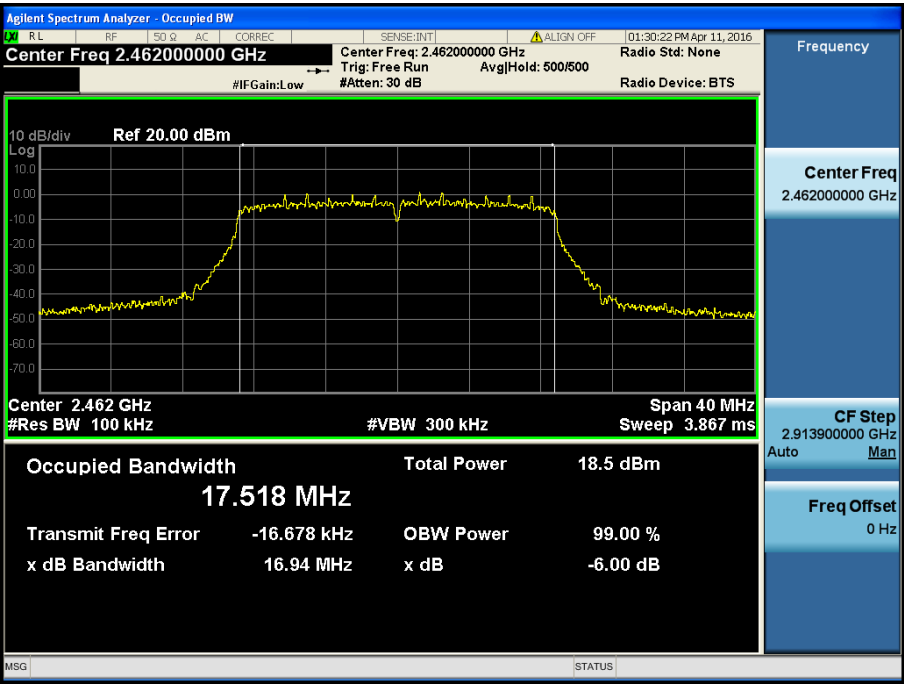 Agilent Spectrum Analyzer - Occupied BW
LXI RL RF 50 Ω AC CORREC SENSE:INT ALIGN OFF 01:30:22 PM Apr 11, 2016
Center Freq 2.462000000 GHz
Center Freq: 2.462000000 GHz
Radio Std: None
Trig: Free Run Avg|Hold: 500/500
#IFGain:Low
#Atten: 30 dB
Radio Device: BTS
Frequency
10 dB/div Ref 20.00 dBm
Log
10.0
0.00
-10.0
-20.0
-30.0
-40.0
-50.0
-60.0
-70.0
Center 2.462 GHz Span 40 MHz
#Res BW 100 kHz #VBW 300 kHz Sweep 3.867 ms
Occupied Bandwidth Total Power 18.5 dBm
17.518 MHz
Transmit Freq Error -16.678 kHz OBW Power 99.00 %
x dB Bandwidth 16.94 MHz x dB -6.00 dB
Center Freq
2.462000000 GHz
CF Step
2.913900000 GHz
Auto Man
Freq Offset
0 Hz
MSG STATUS